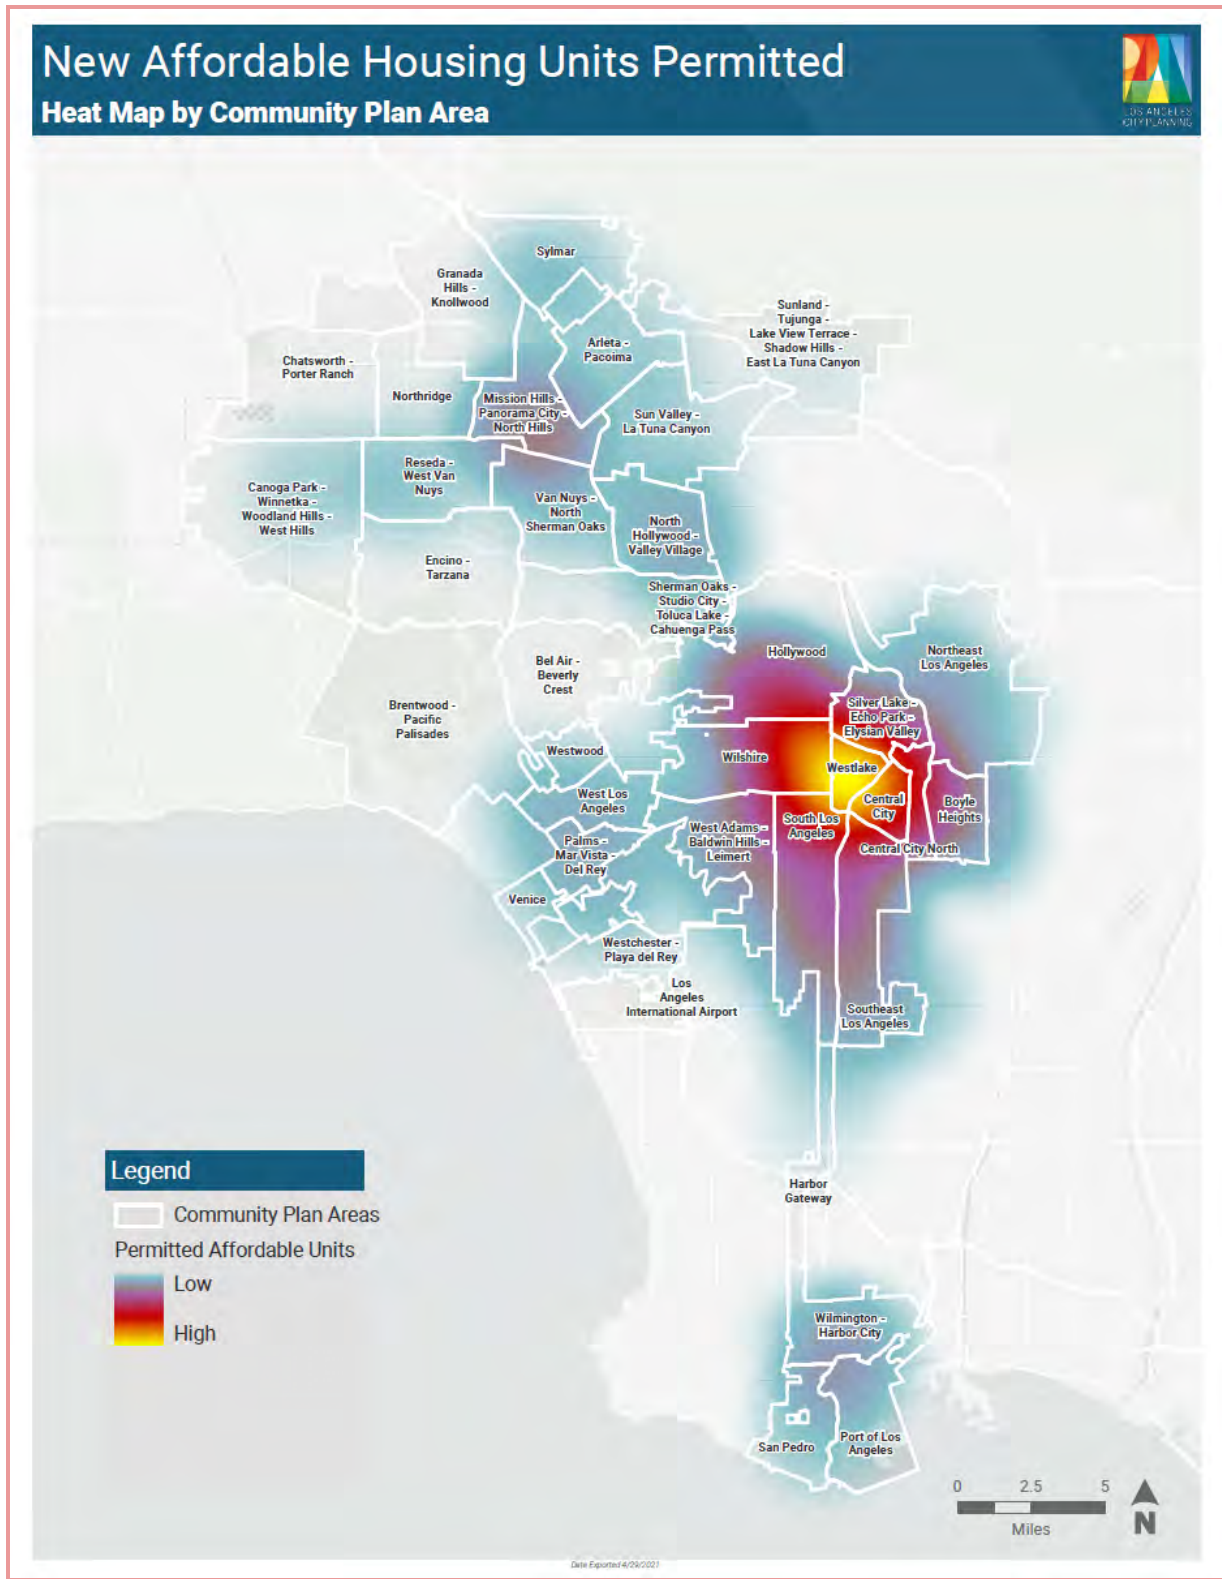 New Affordable Housing Units Permitted
Heat Map by Community Plan Area
LOS ANGELES
CITY PLANNING
Sylmar
Granada
Hills -
Knollwood
Sunland -
Tujunga -
Lake View Terrace -
Shadow Hills -
East La Tuna Canyon
Arleta -
Pacoima
Chatsworth -
Porter Ranch
Northridge
Mission Hills -
Panorama City -
North Hills
Sun Valley -
La Tuna Canyon
Reseda -
West Van
Nuys
Canoga Park -
Winnetka -
Woodland Hills -
West Hills
Van Nuys -
North
Sherman Oaks
North
Hollywood -
Valley Village
Encino -
Tarzana
Sherman Oaks -
Studio City -
Toluca Lake -
Cahuenga Pass
Hollywood
Northeast
Los Angeles
Bel Air -
Beverly
Crest
Brentwood -
Pacific
Palisades
Silver Lake -
Echo Park -
Elysian Valley
Westwood
Wilshire
Westlake
West Los
Angeles
Central
City
Boyle
Heights
South Los
Angeles
West Adams -
Baldwin Hills -
Leimert
Palms -
Mar Vista -
Del Rey
Central City North
Venice
Westchester -
Playa del Rey
Los
Angeles
International Airport
Southeast
Los Angeles
Harbor
Gateway
Legend
Community Plan Areas
Permitted Affordable Units
Low
High
Wilmington -
Harbor City
San Pedro
Port of Los
Angeles
0 2.5 5
Miles
N
Date Exported 4/29/2021